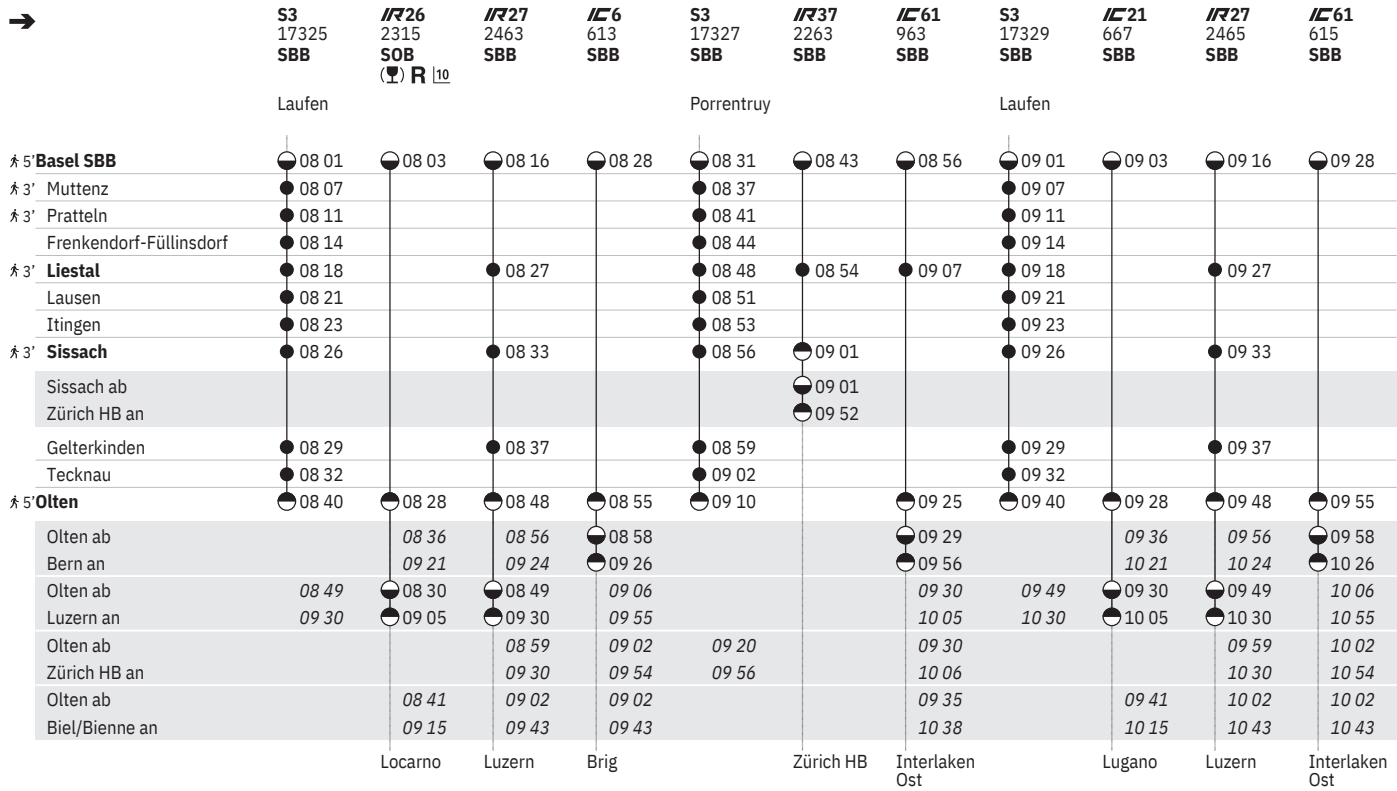 ➔ S3 IR26 IR27 IC6 S3 IR37 IC61 S3 IC21 IR27 IC61
17325 2315 2463 613 17327 2263 963 17329 667 2465 615
SBB SOB SBB SBB SBB SBB SBB SBB SBB SBB SBB
R 10
Laufen Porrentruy Laufen
5' Basel SBB 08 01 08 03 08 16 08 28 08 31 08 43 08 56 09 01 09 03 09 16 09 28
3' Muttenz 08 07 08 37 09 07
3' Pratteln 08 11 08 41 09 11
Frenkendorf-Füllinsdorf 08 14 08 44 09 14
3' Liestal 08 18 08 27 08 48 08 54 09 07 09 18 09 27
Lausen 08 21 08 51 09 21
Itingen 08 23 08 53 09 23
3' Sissach 08 26 08 33 08 56 09 01 09 26 09 33
Sissach ab 09 01
Zürich HB an 09 52
Gelterkinden 08 29 08 37 08 59 09 29 09 37
Tecknau 08 32 09 02 09 32
5' Olten 08 40 08 28 08 48 08 55 09 10 09 25 09 40 09 28 09 48 09 55
Olten ab 08 36 08 56 08 58 09 29 09 36 09 56 09 58
Bern an 09 21 09 24 09 26 09 56 10 21 10 24 10 26
Olten ab 08 49 08 30 08 49 09 06 09 30 09 49 09 30 09 49 10 06
Luzern an 09 30 09 05 09 30 09 55 10 05 10 30 10 05 10 30 10 55
Olten ab 08 59 09 02 09 20 09 30 09 59 10 02
Zürich HB an 09 30 09 54 09 56 10 06 10 30 10 54
Olten ab 08 41 09 02 09 02 09 35 09 41 10 02 10 02
Biel/Bienne an 09 15 09 43 09 43 10 38 10 15 10 43 10 43
Locarno Luzern Brig Zürich HB Interlaken Lugano Luzern Interlaken
Ost Ost